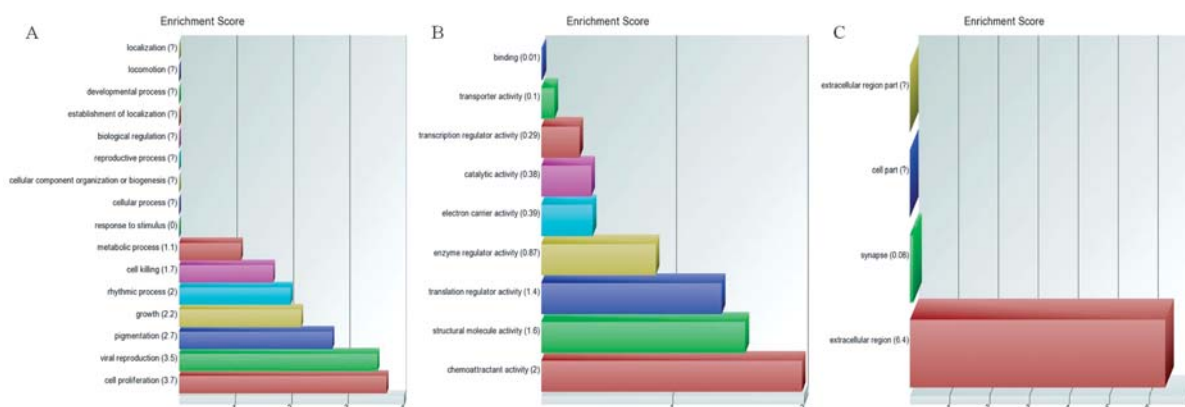 A
Enrichment Score
localization (?)
locomotion (?)
developmental process (?)
establishment of localization (?)
biological regulation (?)
reproductive process (?)
cellular component organization or biogenesis (?)
cellular process (?)
response to stimulus (0)
metabolic process (1.1)
cell killing (1.7)
rhythmic process (2)
growth (2.2)
pigmentation (2.7)
viral reproduction (3.5)
cell proliferation (3.7)
B
Enrichment Score
binding (0.01)
transporter activity (0.1)
transcription regulator activity (0.29)
catalytic activity (0.38)
electron carrier activity (0.39)
enzyme regulator activity (0.87)
translation regulator activity (1.4)
structural molecule activity (1.6)
chemoattractant activity (2)
C
Enrichment Score
extracellular region part (?)
cell part (?)
synapse (0.06)
extracellular region (6.4)